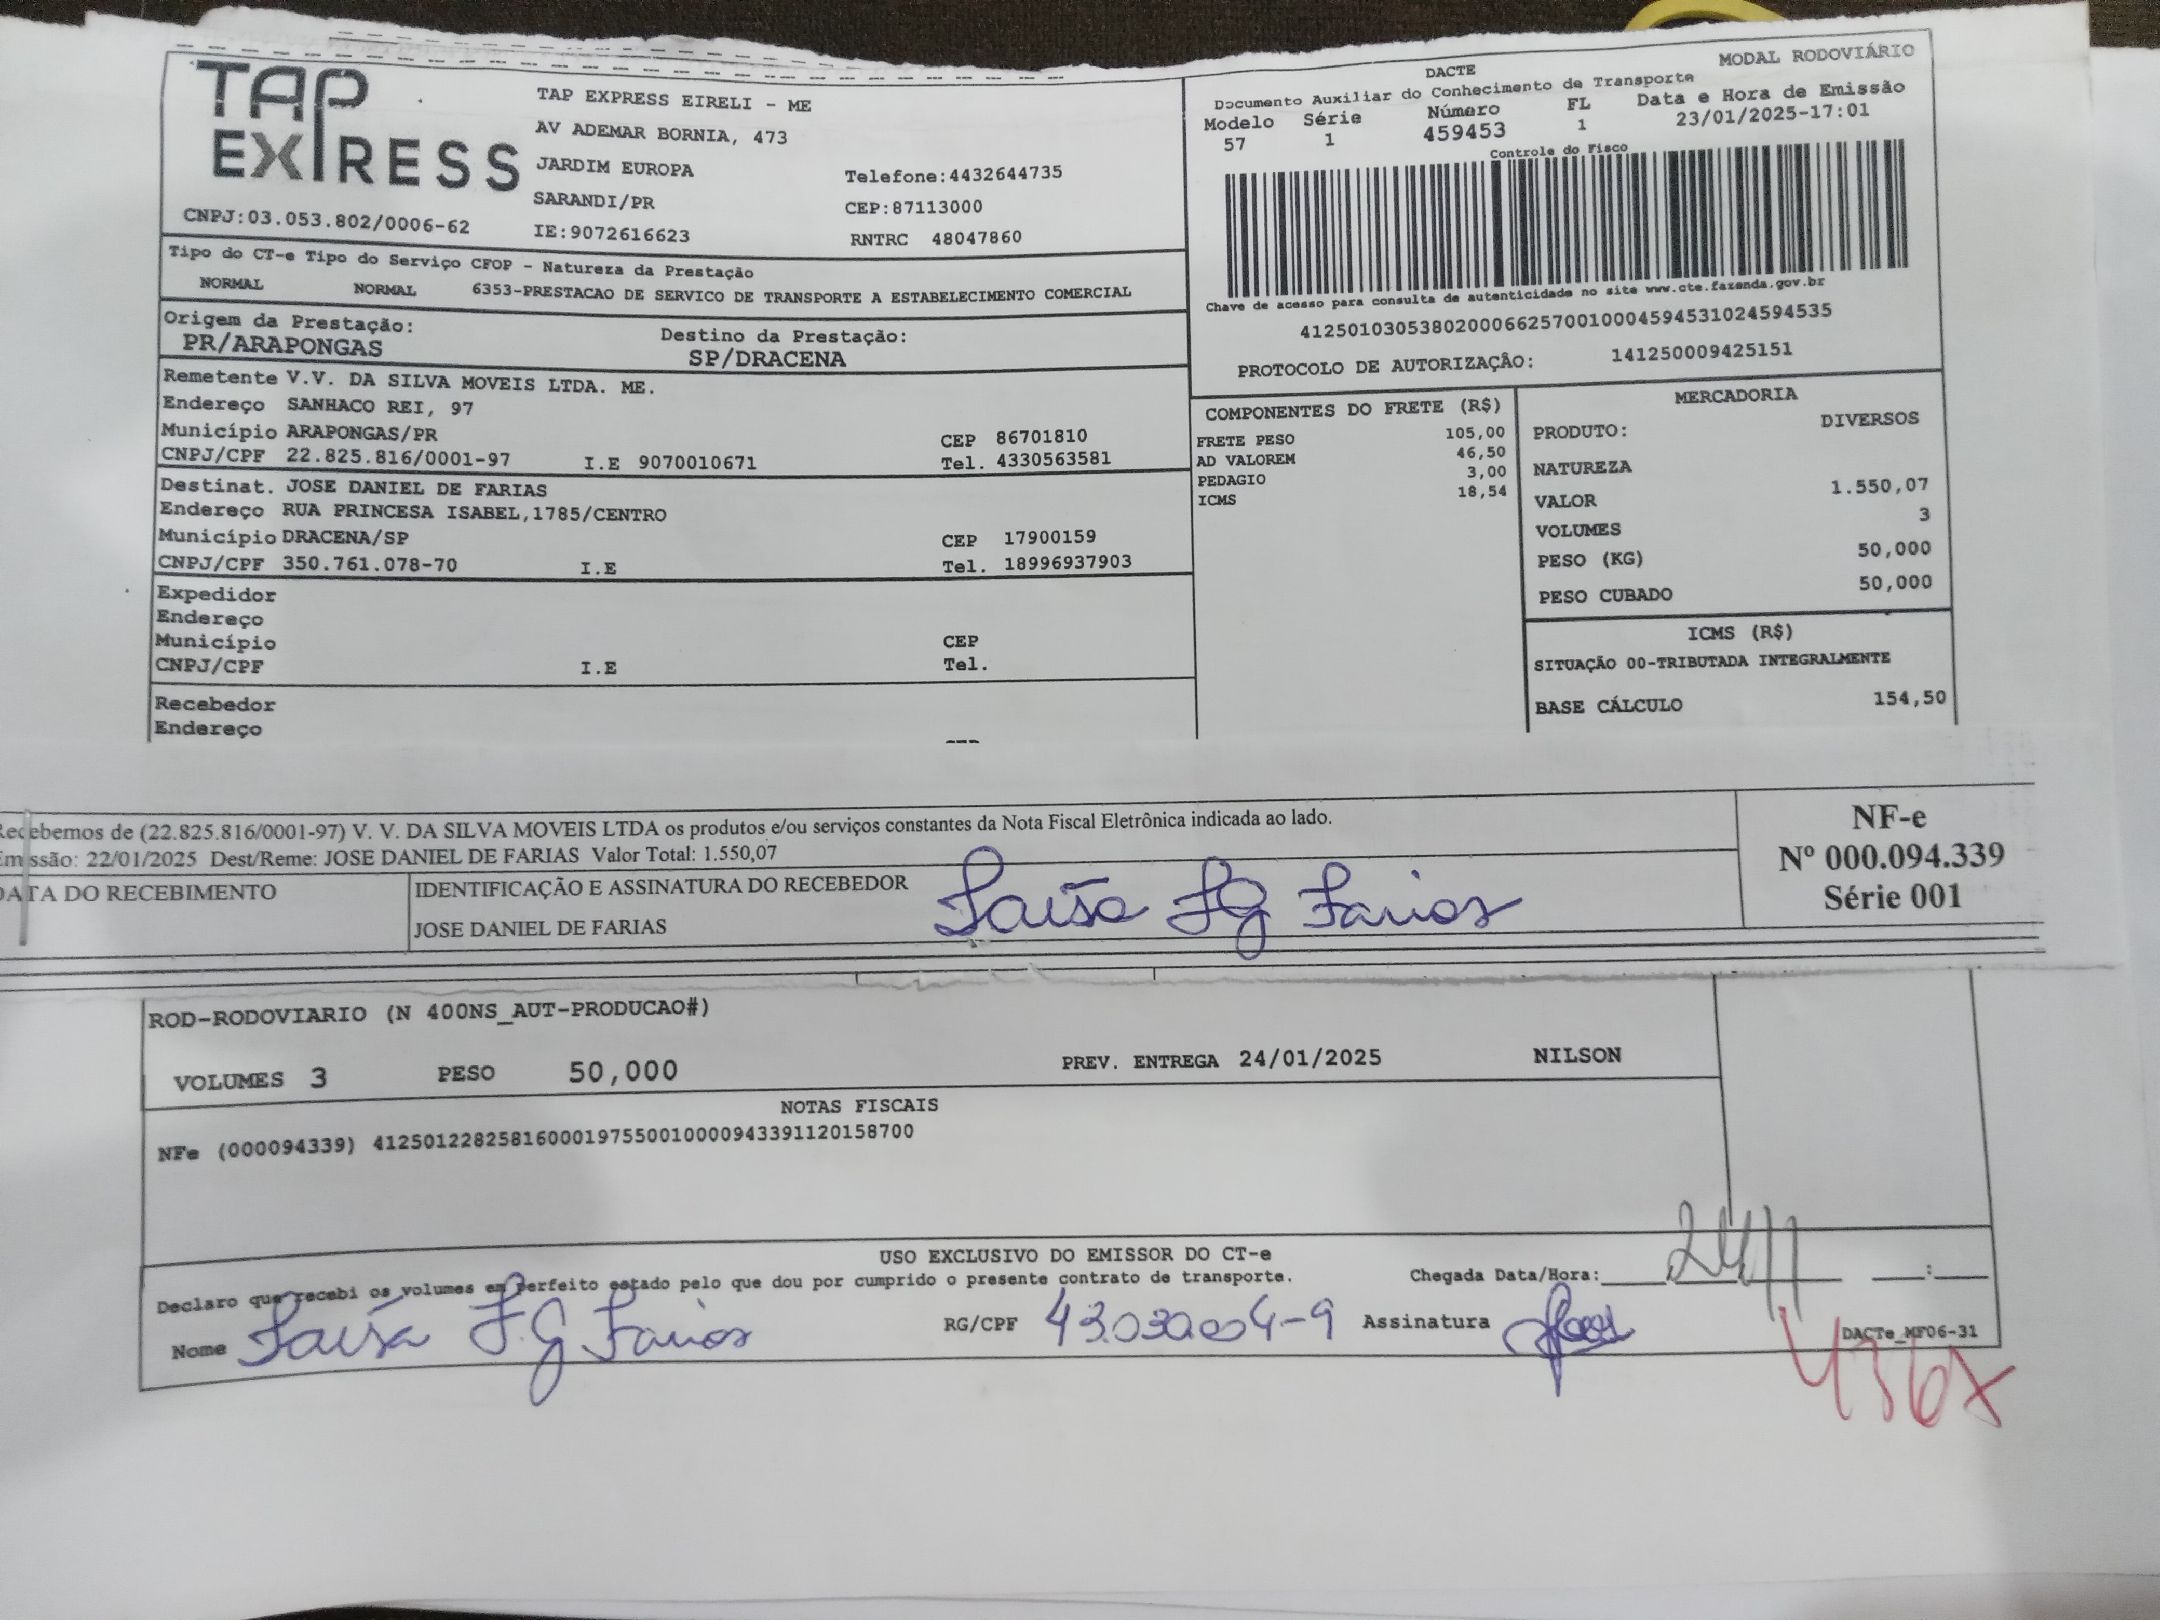 TAP EXPRESS
TAP EXPRESS EIRELI - ME
AV ADEMAR BORNIA, 473
JARDIM EUROPA
Telefone:4432644735
SARANDI/PR
CEP:87113000
CNPJ:03.053.802/0006-62
IE:9072616623
RNTRC 48047860
MODAL RODOVIÁRIO
DACTE
Documento Auxiliar do Conhecimento de Transporte
Modelo Série Número FL Data e Hora de Emissão
57 1 459453 1 23/01/2025-17:01
Controle do Fisco
Chave de acesso para consulta de autenticidade no site www.cte.fazenda.gov.br
41250103053802000662570010004594531024594535
PROTOCOLO DE AUTORIZAÇÃO: 141250009425151
Tipo do CT-e Tipo do Serviço CFOP - Natureza da Prestação
NORMAL NORMAL 6353-PRESTACAO DE SERVICO DE TRANSPORTE A ESTABELECIMENTO COMERCIAL
Origem da Prestação: Destino da Prestação:
PR/ARAPONGAS SP/DRACENA
Remetente V.V. DA SILVA MOVEIS LTDA. ME.
Endereço SANHACO REI, 97
Município ARAPONGAS/PR CEP 86701810
CNPJ/CPF 22.825.816/0001-97 I.E 9070010671 Tel. 4330563581
Destinat. JOSE DANIEL DE FARIAS
Endereço RUA PRINCESA ISABEL,1785/CENTRO
Município DRACENA/SP CEP 17900159
CNPJ/CPF 350.761.078-70 I.E Tel. 18996937903
Expedidor
Endereço
Município CEP
CNPJ/CPF I.E Tel.
Recebedor
Endereço
COMPONENTES DO FRETE (R$)
FRETE PESO 105,00
AD VALOREM 46,50
PEDAGIO 3,00
ICMS 18,54
MERCADORIA
PRODUTO: DIVERSOS
NATUREZA
VALOR 1.550,07
VOLUMES 3
PESO (KG) 50,000
PESO CUBADO 50,000
ICMS (R$)
SITUAÇÃO 00-TRIBUTADA INTEGRALMENTE
BASE CÁLCULO 154,50
Recebemos de (22.825.816/0001-97) V. V. DA SILVA MOVEIS LTDA os produtos e/ou serviços constantes da Nota Fiscal Eletrônica indicada ao lado.
Emissão: 22/01/2025 Dest/Reme: JOSE DANIEL DE FARIAS Valor Total: 1.550,07
DATA DO RECEBIMENTO
IDENTIFICAÇÃO E ASSINATURA DO RECEBEDOR
JOSE DANIEL DE FARIAS
Laísa F G Farias
NF-e
Nº 000.094.339
Série 001
ROD-RODOVIARIO (N 400NS_AUT-PRODUCAO#)
VOLUMES 3 PESO 50,000 PREV. ENTREGA 24/01/2025 NILSON
NOTAS FISCAIS
NFe (000094339) 41250122825816000197550010000943391120158700
USO EXCLUSIVO DO EMISSOR DO CT-e
Declaro que recebi os volumes em perfeito estado pelo que dou por cumprido o presente contrato de transporte.
Chegada Data/Hora: :
Nome Laísa F.G Farias RG/CPF Assinatura
DACTe_MF06-31